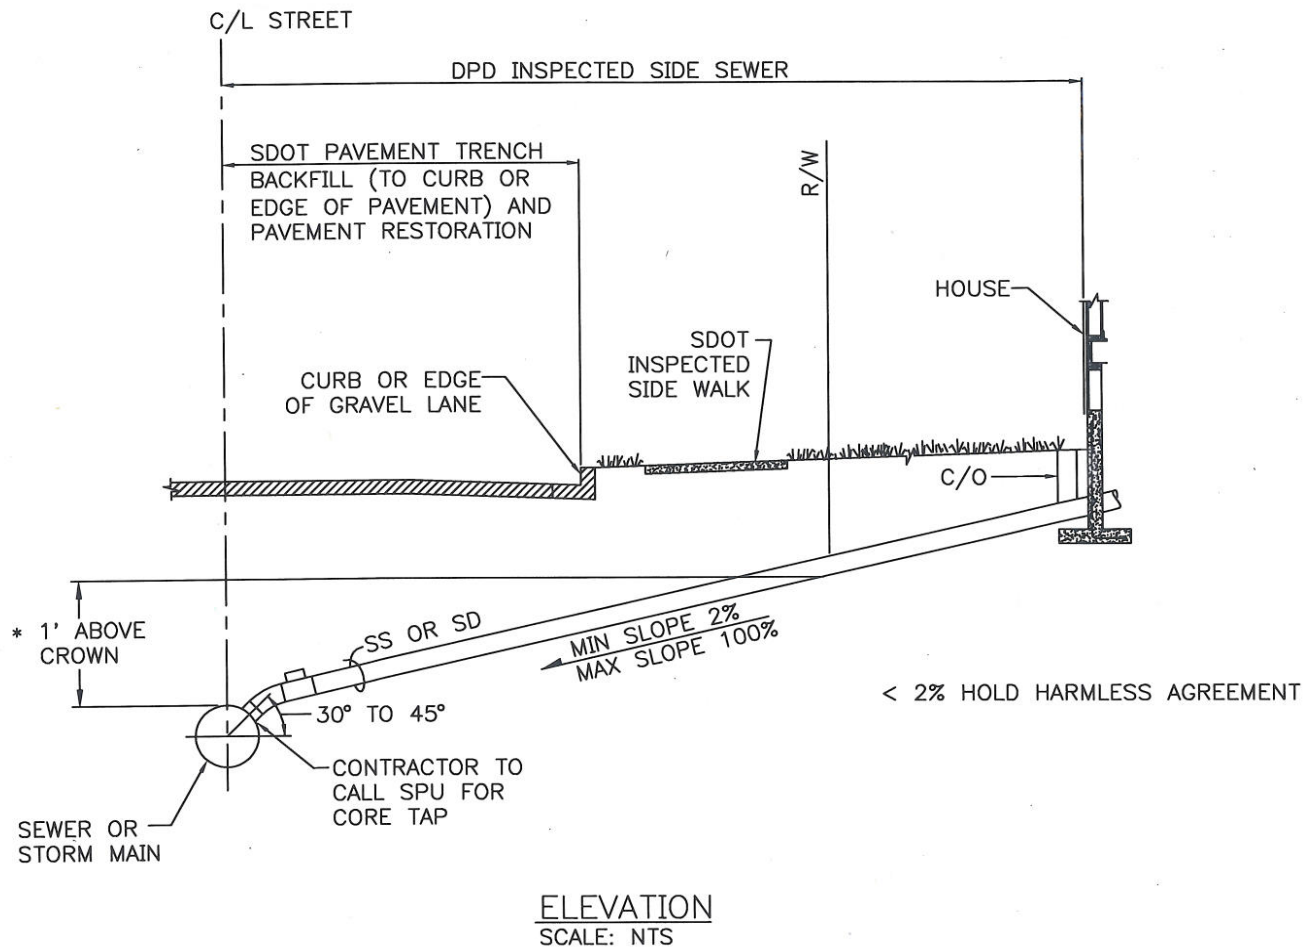 C/L STREET
DPD INSPECTED SIDE SEWER
SDOT PAVEMENT TRENCH
BACKFILL (TO CURB OR
EDGE OF PAVEMENT) AND
PAVEMENT RESTORATION
R/W
HOUSE
SDOT
INSPECTED
SIDE WALK
CURB OR EDGE
OF GRAVEL LANE
C/O
* 1' ABOVE
CROWN
SS OR SD
MIN SLOPE 2%
MAX SLOPE 100%
< 2% HOLD HARMLESS AGREEMENT
30° TO 45°
CONTRACTOR TO
CALL SPU FOR
CORE TAP
SEWER OR
STORM MAIN
ELEVATION
SCALE: NTS